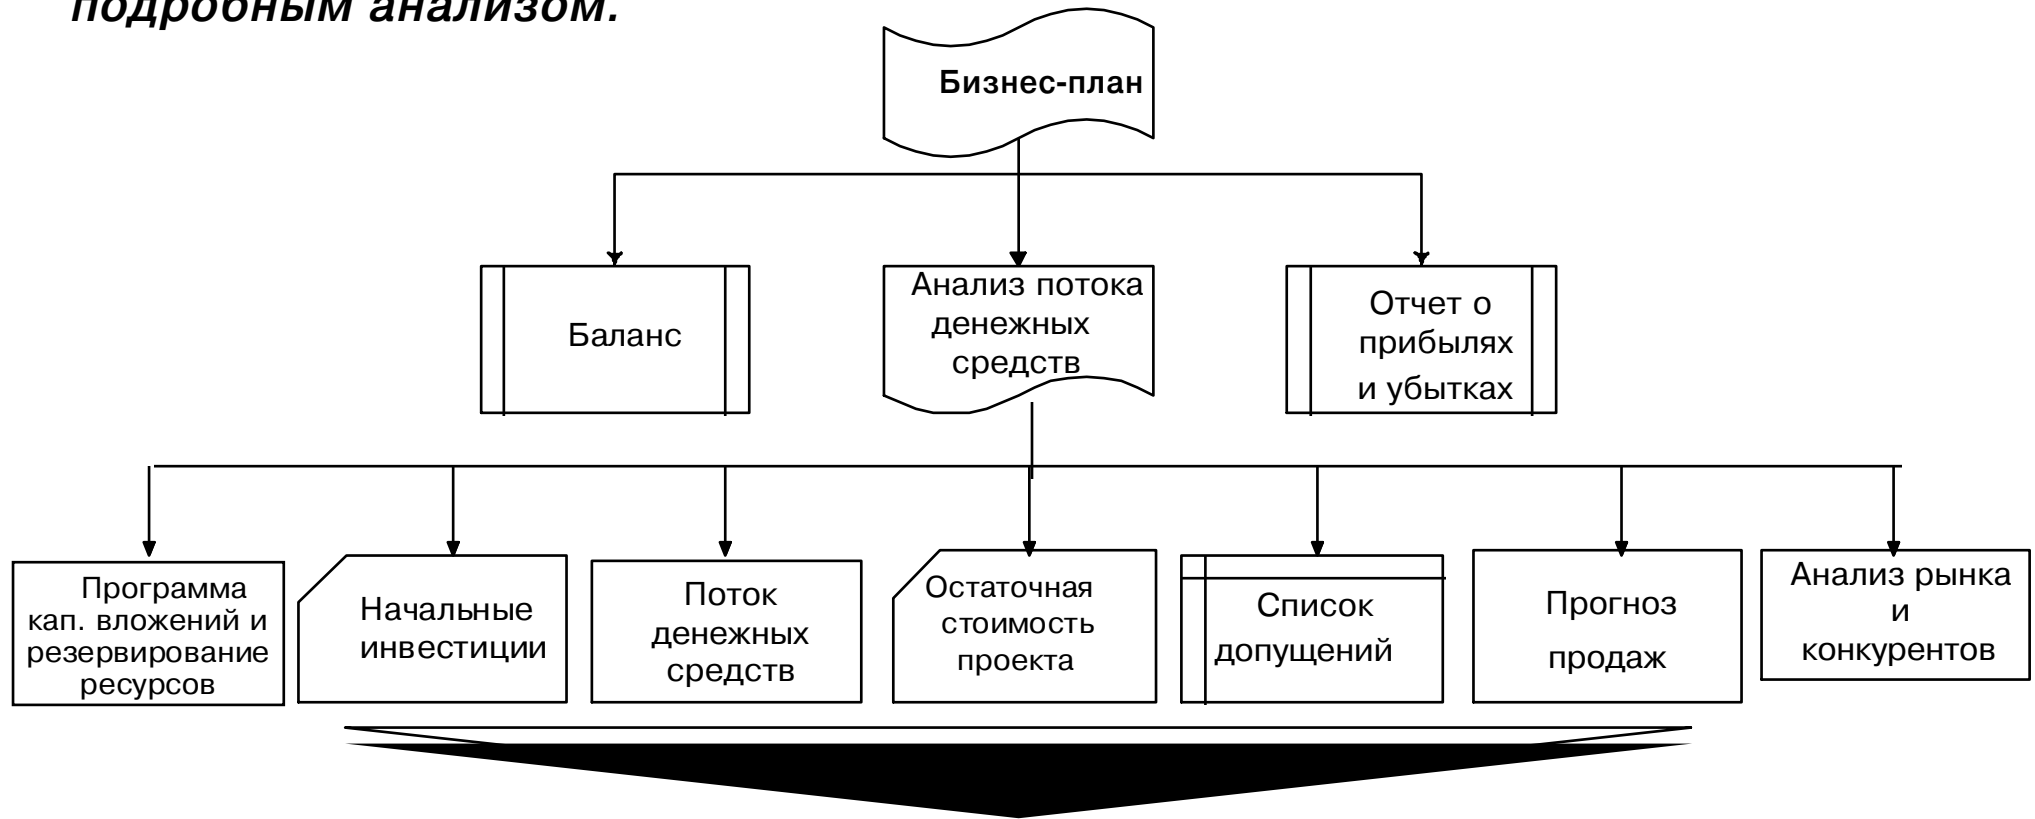 подробным анализом.
Бизнес-план
Баланс
Анализ потока
денежных
средств
Отчет о
прибылях
и убытках
Программа
кап. вложений и
резервирование
ресурсов
Начальные
инвестиции
Поток
денежных
средств
Остаточная
стоимость
проекта
Список
допущений
Прогноз
продаж
Анализ рынка
и
конкурентов